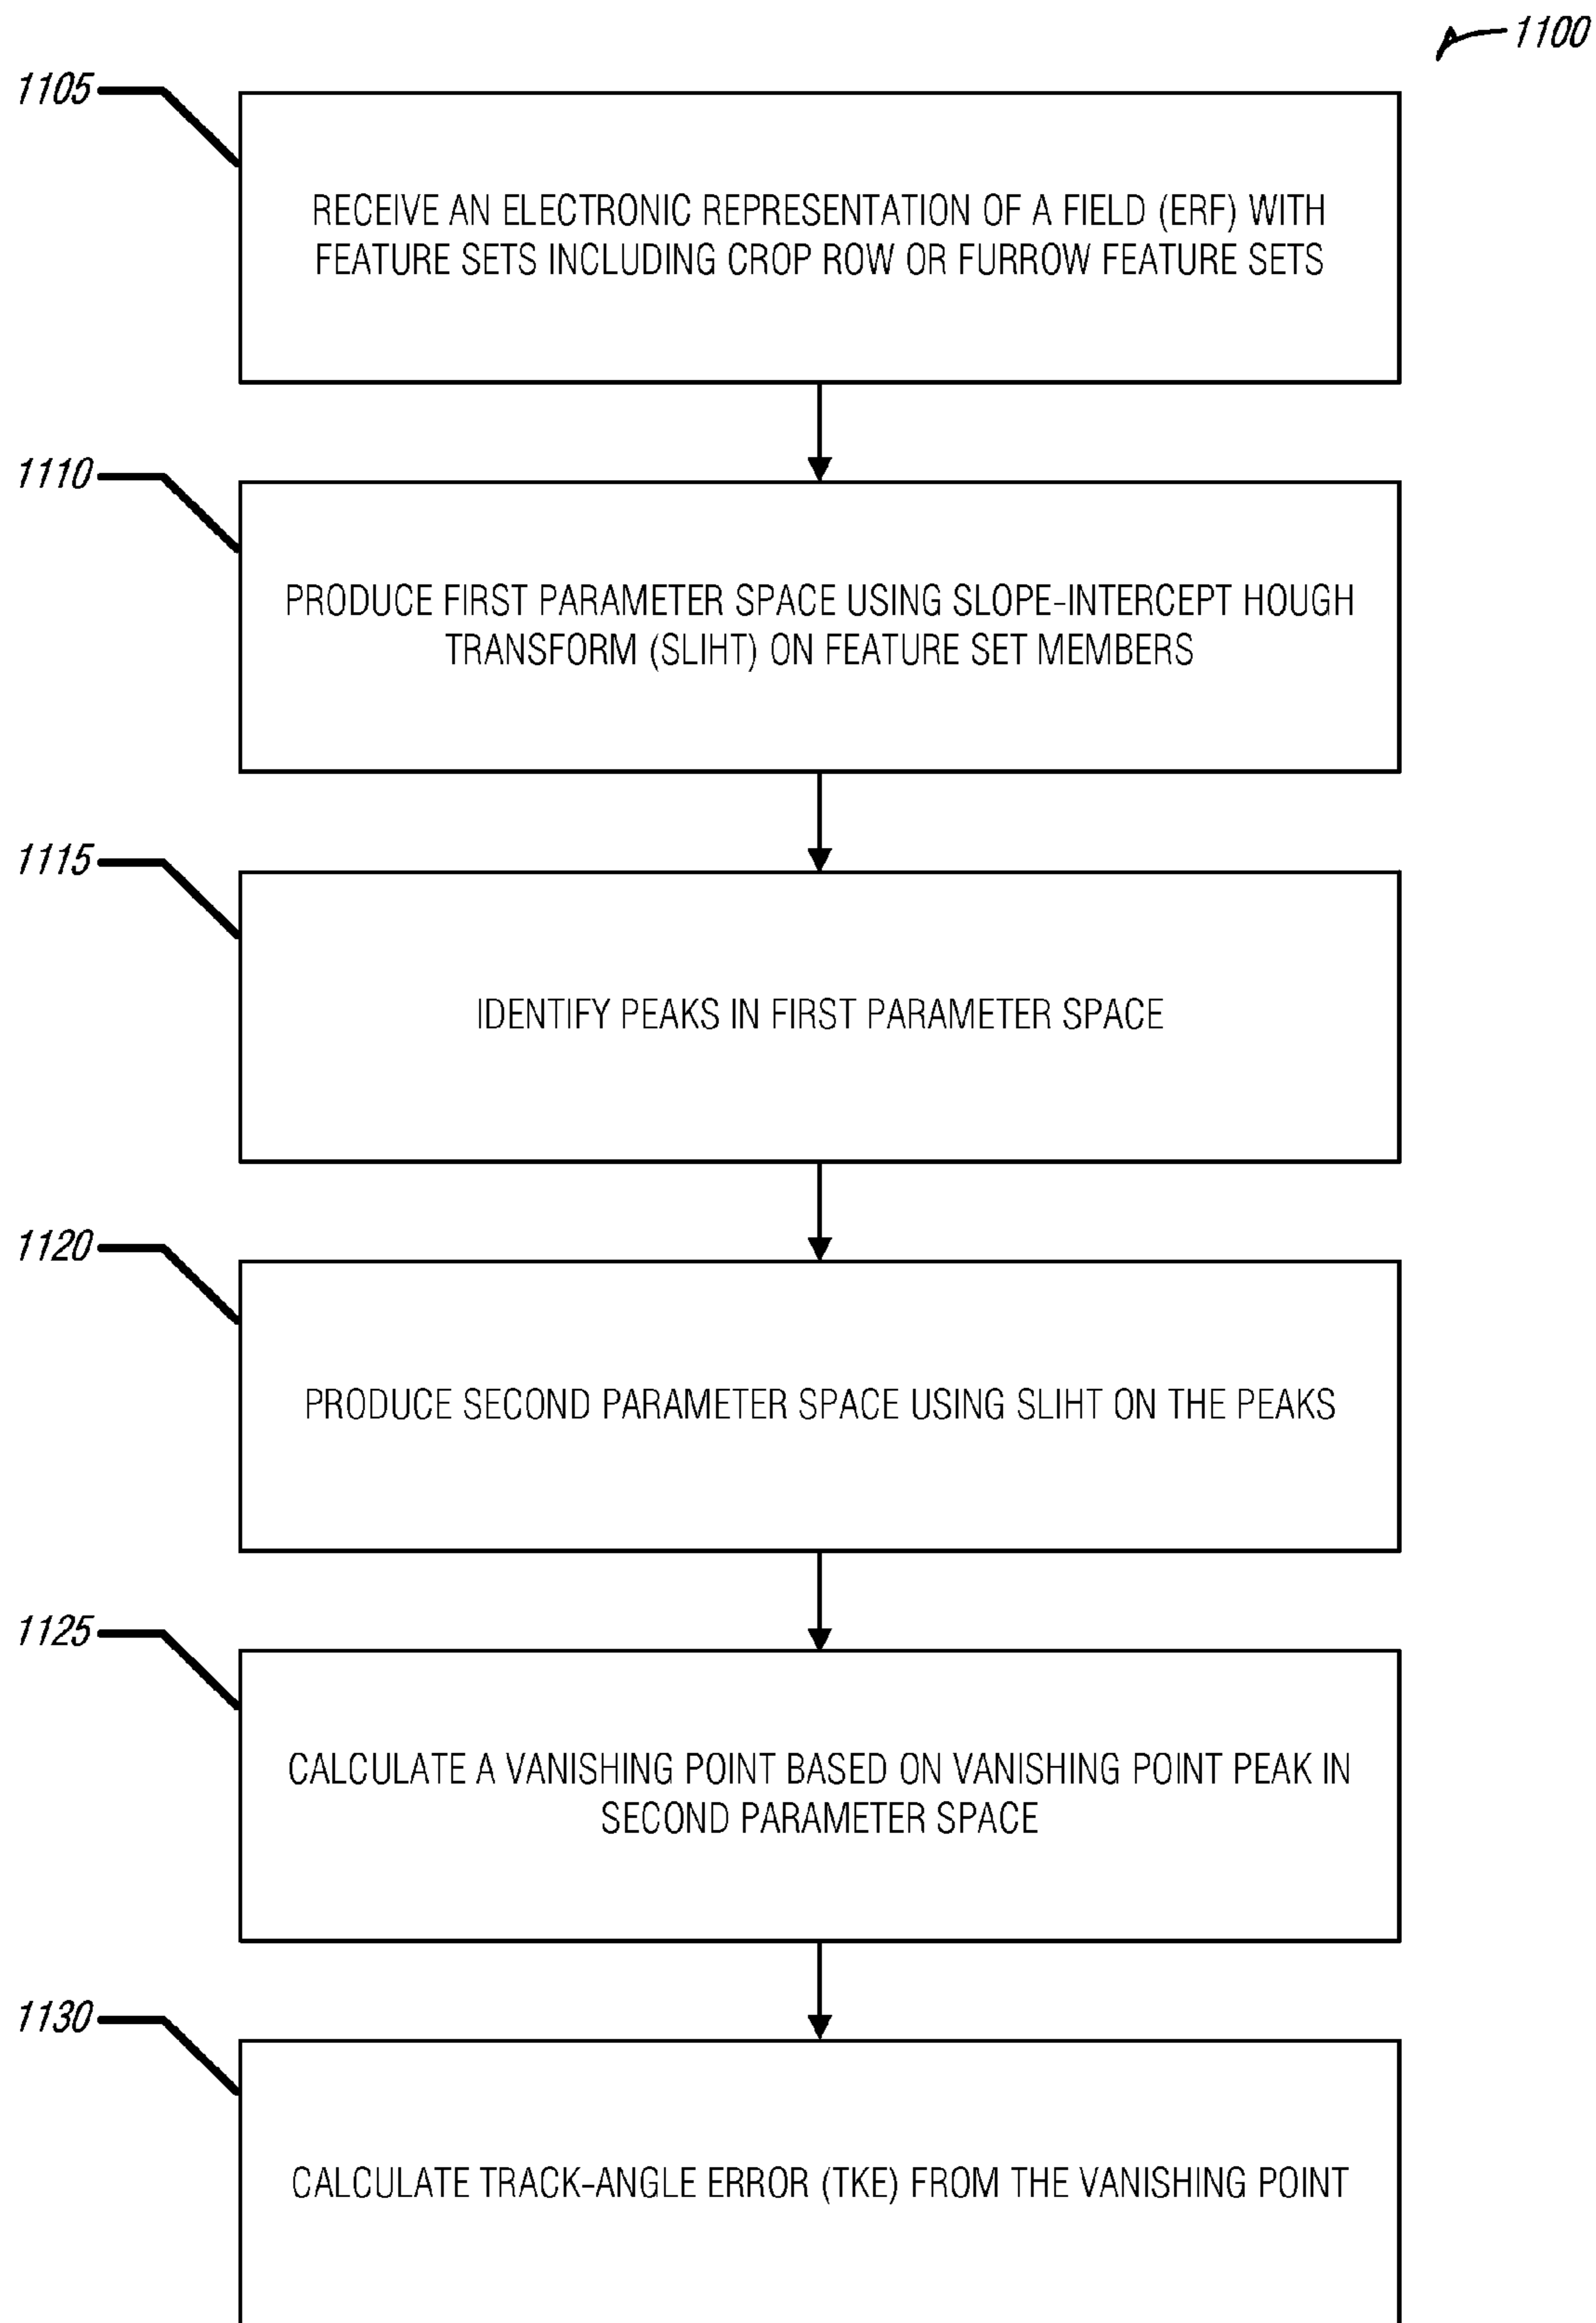 1100
1105
RECEIVE AN ELECTRONIC REPRESENTATION OF A FIELD (ERF) WITH
FEATURE SETS INCLUDING CROP ROW OR FURROW FEATURE SETS
1110
PRODUCE FIRST PARAMETER SPACE USING SLOPE-INTERCEPT HOUGH
TRANSFORM (SLIHT) ON FEATURE SET MEMBERS
1115
IDENTIFY PEAKS IN FIRST PARAMETER SPACE
1120
PRODUCE SECOND PARAMETER SPACE USING SLIHT ON THE PEAKS
1125
CALCULATE A VANISHING POINT BASED ON VANISHING POINT PEAK IN
SECOND PARAMETER SPACE
1130
CALCULATE TRACK-ANGLE ERROR (TKE) FROM THE VANISHING POINT